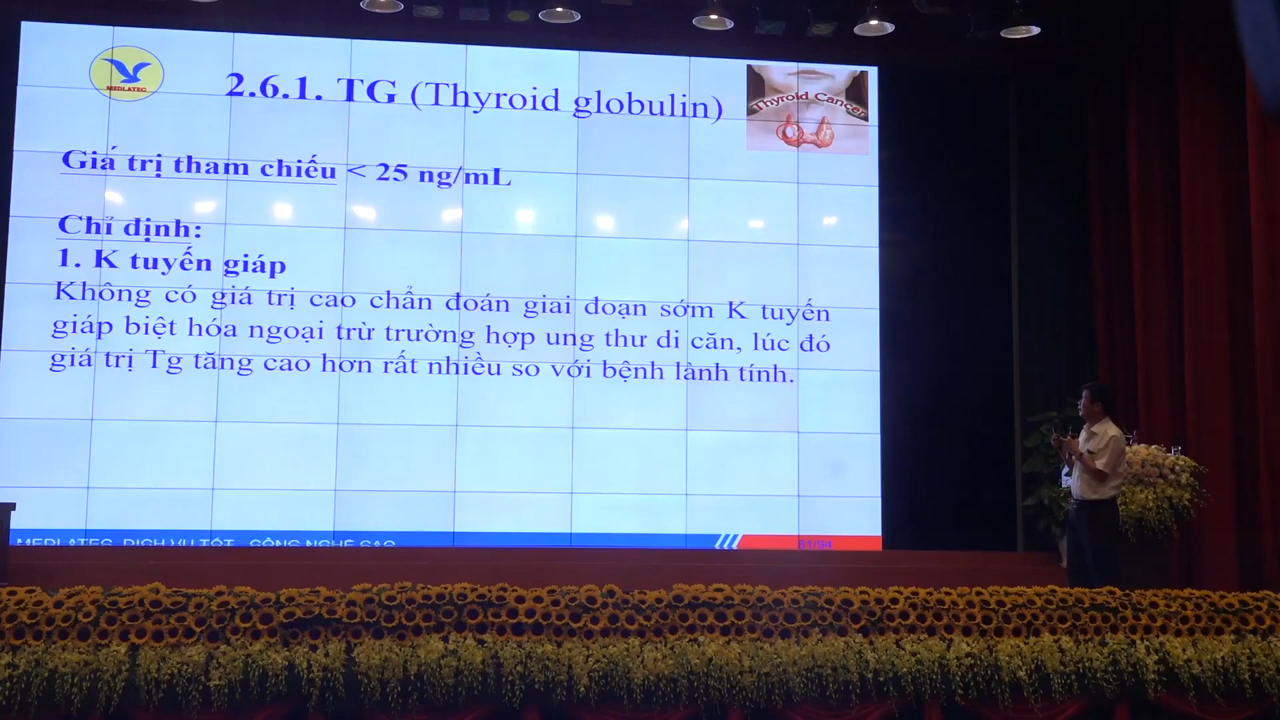 MEDLATEC
2.6.1. TG (Thyroid globulin)
Thyroid Cancer
Giá trị tham chiếu < 25 ng/mL
Chỉ định:
1. K tuyến giáp
Không có giá trị cao chẩn đoán giai đoạn sớm K tuyến
giáp biệt hóa ngoại trừ trường hợp ung thư di căn, lúc đó
giá trị Tg tăng cao hơn rất nhiều so với bệnh lành tính.
MEDLATEC DỊCH VỤ TỐT - CÔNG NGHỆ CAO
61/94